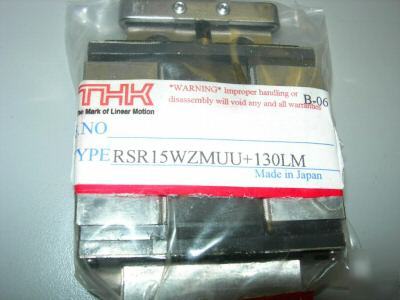 THK
The Mark of Linear Motion
*WARNING* Improper handling or
disassembly will void any and all warranties
B-06
NO
TYPE RSR15WZMUU+130LM
Made in Japan